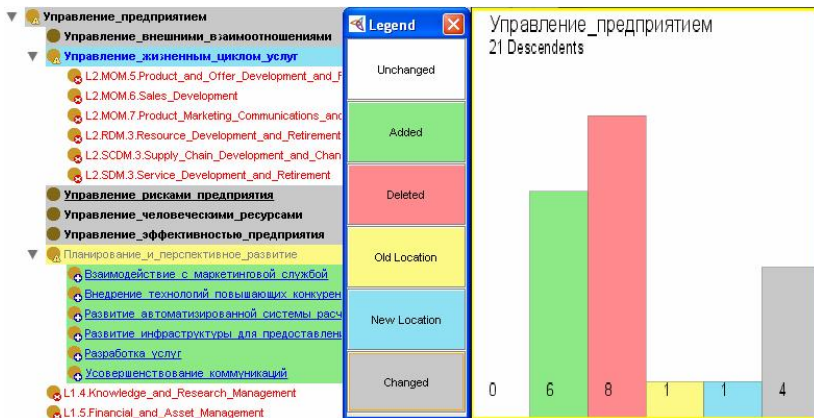 Управление_предприятием
Управление_внешними_взаимоотношениями
Управление_жизненным_циклом_услуг
L2.MOM.5.Product_and_Offer_Development_and_
L2.MOM.6.Sales_Development
L2.MOM.7.Product_Marketing_Communications_and
L2.RDM.3.Resource_Development_and_Retirement
L2.SCDM.3.Supply_Chain_Development_and_Chan
L2.SDM.3.Service_Development_and_Retirement
Управление_рисками_предприятия
Управление_человеческими_ресурсами
Управление_эффективностью_предприятия
Планирование_и_перспективное_развитие
Взаимодействие_с_маркетинговой_службой
Внедрение_технологий_повышающих_конкурен
Развитие_автоматизированной_системы_расч
Развитие_инфраструктуры_для_предоставлени
Разработка_услуг
Усовершенствование_коммуникаций
L1.4.Knowledge_and_Research_Management
L1.5.Financial_and_Asset_Management
Legend
Unchanged
Added
Deleted
Old Location
New Location
Changed
Управление_предприятием
21 Descendents
0 6 8 1 1 4